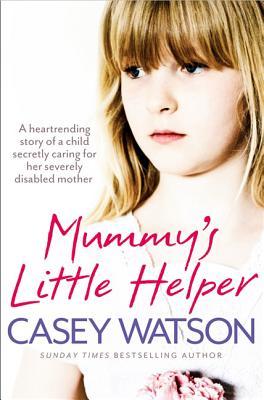 A heartrending
story of a child
secretly caring for
her severely
disabled mother
Mummy's
Little Helper
CASEY WATSON
SUNDAY TIMES BESTSELLING AUTHOR